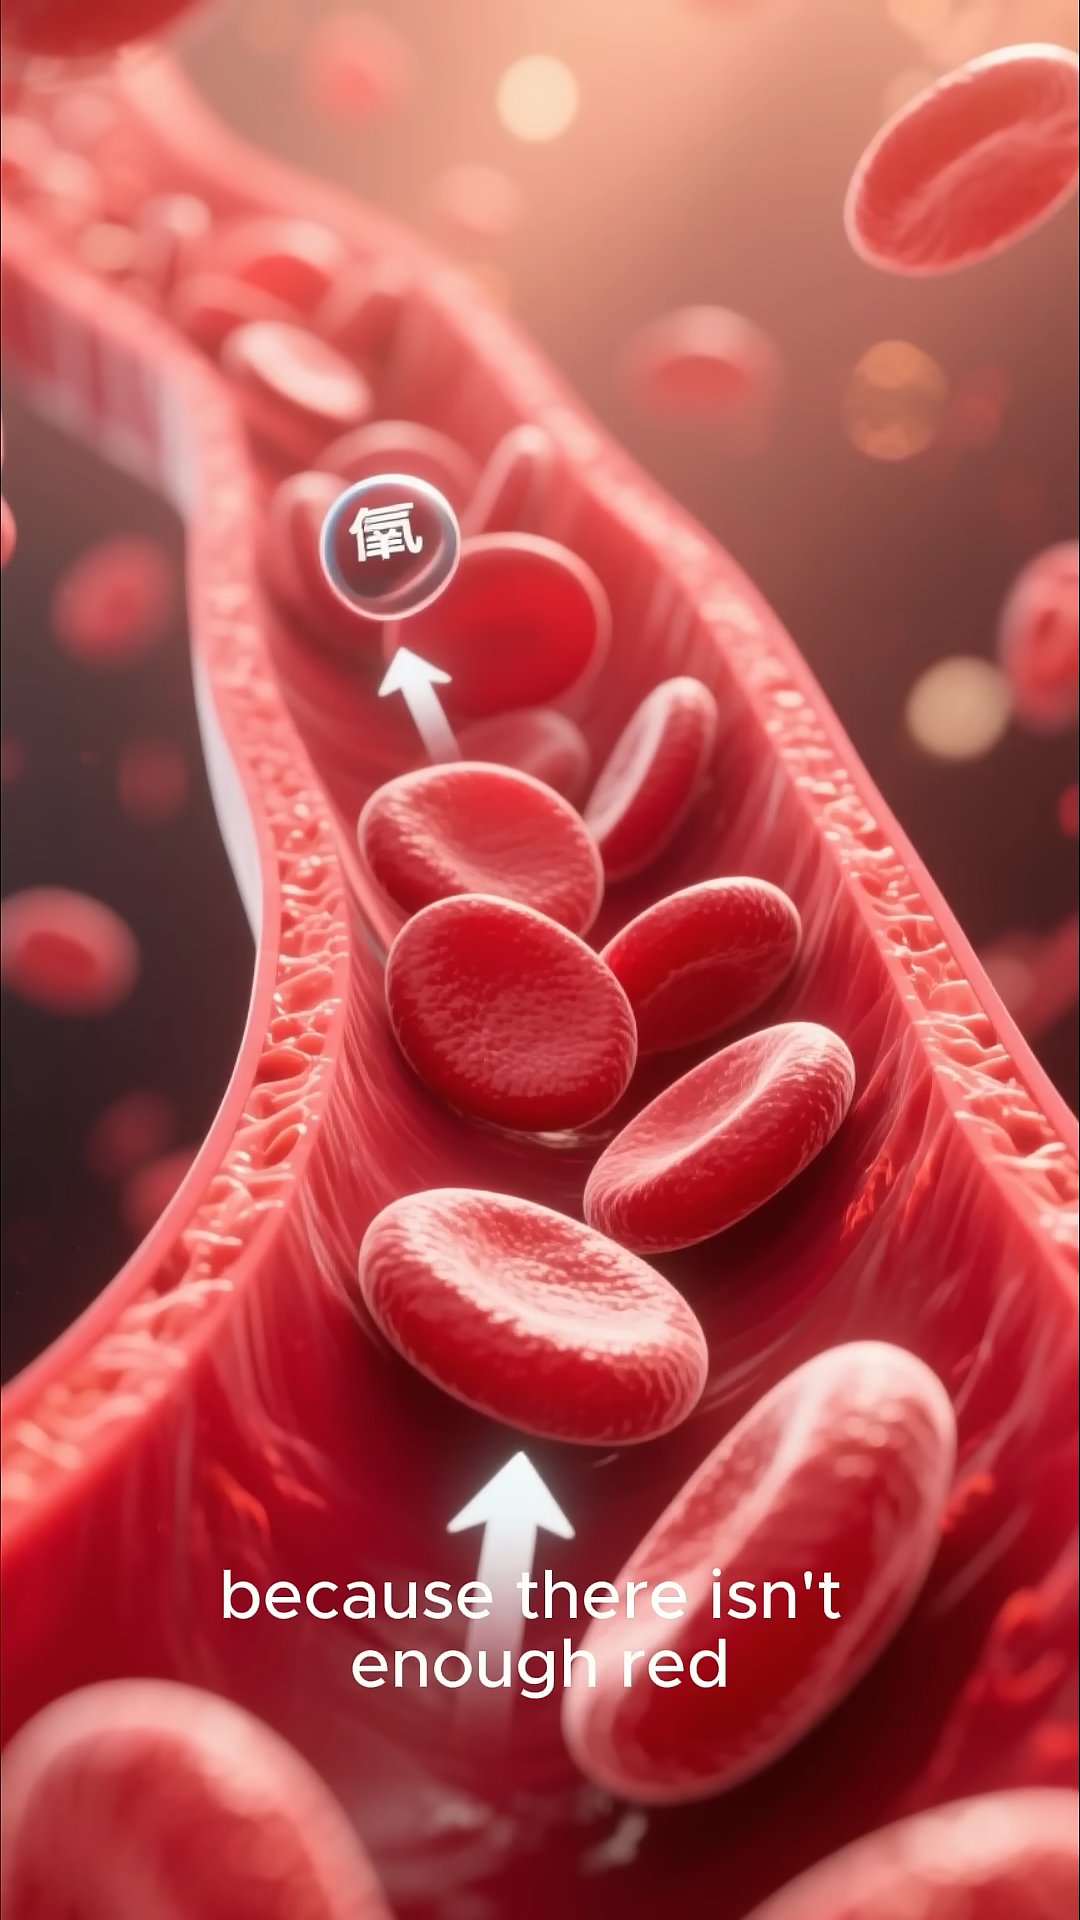 氧
because there isn't
enough red